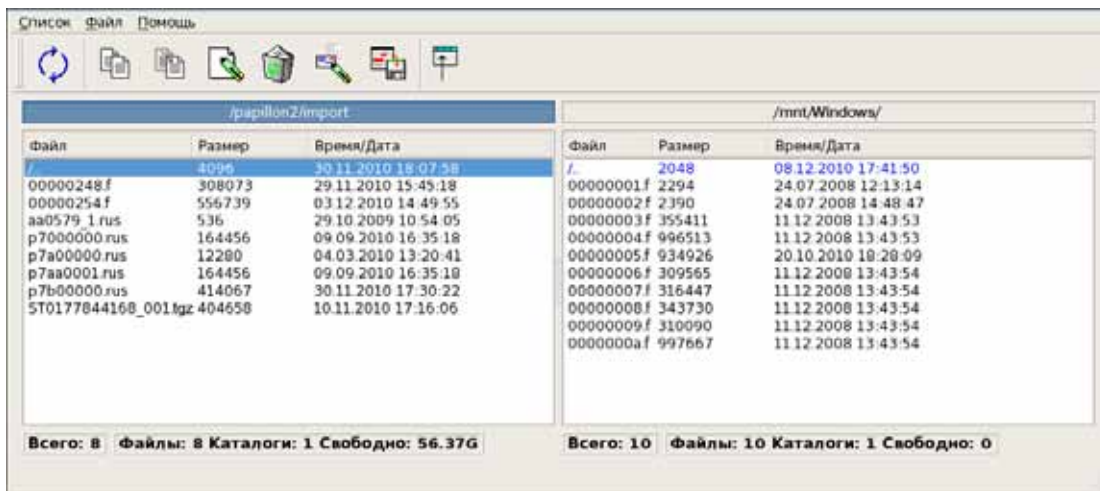 Список Файл Помощь
/papillon2/import
Файл Размер Время/Дата
/.. 4096 30.11.2010 18:07:58
00000248.f 308073 29.11.2010 15:45:18
00000254.f 556739 03.12.2010 14:49:55
aa0579_1.rus 536 29.10.2009 10:54:05
p7000000.rus 164456 09.09.2010 16:35:18
p7a00000.rus 12280 04.03.2010 13:20:41
p7aa0001.rus 164456 09.09.2010 16:35:18
p7b00000.rus 414067 30.11.2010 17:30:22
ST0177844168_001.tgz 404658 10.11.2010 17:16:06
Всего: 8 Файлы: 8 Каталоги: 1 Свободно: 56.37G
/mnt/Windows/
Файл Размер Время/Дата
/.. 2048 08.12.2010 17:41:50
00000001.f 2294 24.07.2008 12:13:14
00000002.f 2390 24.07.2008 14:48:47
00000003.f 355411 11.12.2008 13:43:53
00000004.f 996513 11.12.2008 13:43:53
00000005.f 934926 20.10.2010 18:28:09
00000006.f 309565 11.12.2008 13:43:54
00000007.f 316447 11.12.2008 13:43:54
00000008.f 343730 11.12.2008 13:43:54
00000009.f 310090 11.12.2008 13:43:54
0000000a.f 997667 11.12.2008 13:43:54
Всего: 10 Файлы: 10 Каталоги: 1 Свободно: 0